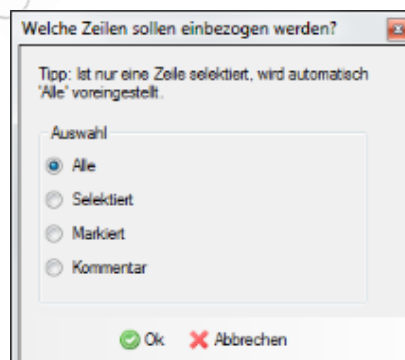 Welche Zeilen sollen einbezogen werden?
Tipp: Ist nur eine Zeile selektiert, wird automatisch
'Alle' voreingestellt.
Auswahl
Alle
Selektiert
Markiert
Kommentar
Ok Abbrechen